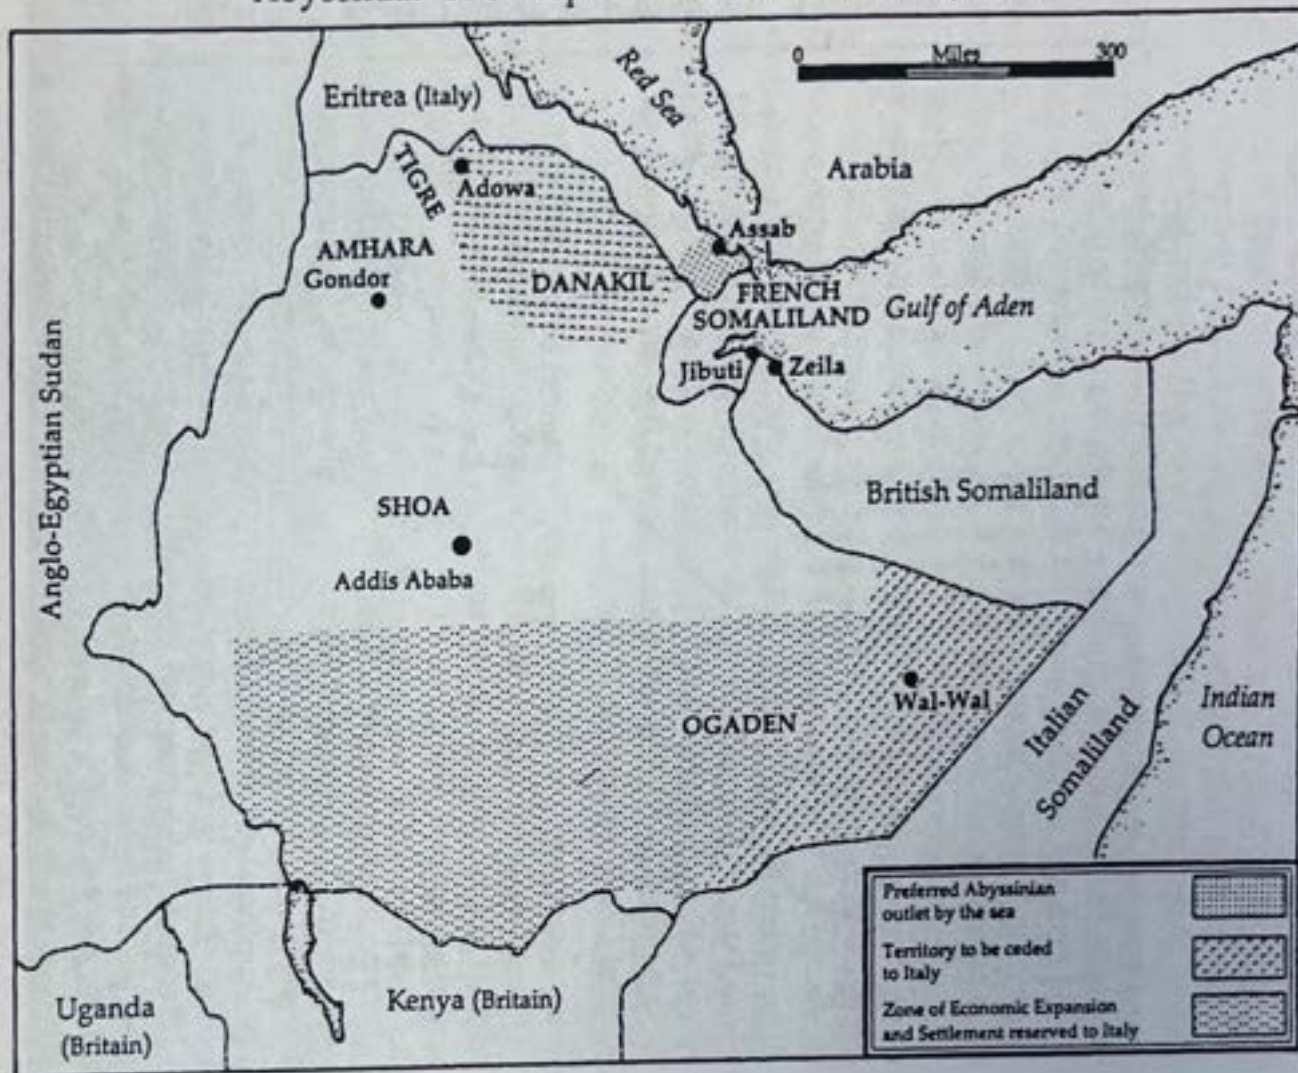 Eritrea (Italy)
Red Sea
0 Miles 300
Arabia
TIGRE
Adowa
AMHARA
Gondor
DANAKIL
Assab
FRENCH
SOMALILAND
Gulf of Aden
Jibuti
Zeila
Anglo-Egyptian Sudan
British Somaliland
SHOA
Addis Ababa
OGADEN
Wal-Wal
Italian
Somaliland
Indian
Ocean
Uganda
(Britain)
Kenya (Britain)
Preferred Abyssinian
outlet by the sea
Territory to be ceded
to Italy
Zone of Economic Expansion
and Settlement reserved to Italy